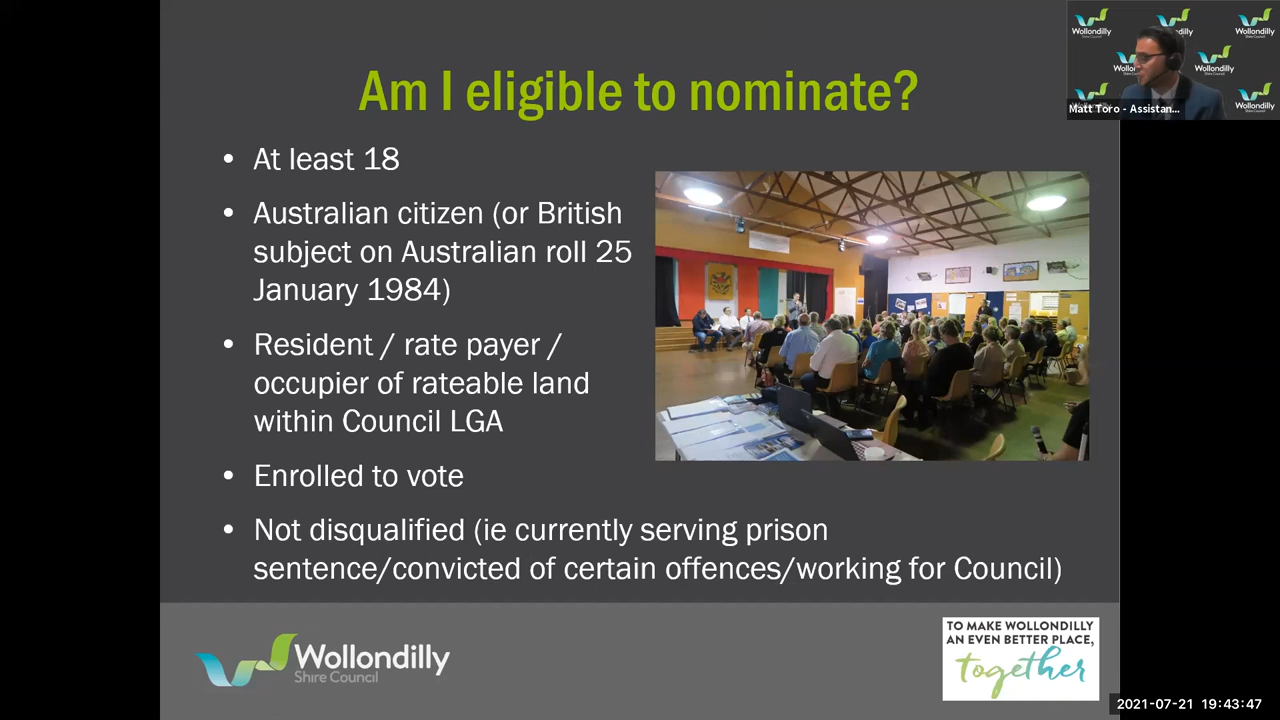 Am I eligible to nominate?
• At least 18
• Australian citizen (or British
subject on Australian roll 25
January 1984)
• Resident / rate payer /
occupier of rateable land
within Council LGA
• Enrolled to vote
• Not disqualified (ie currently serving prison
sentence/convicted of certain offences/working for Council)
Wollondilly
Shire Council
TO MAKE WOLLONDILLY
AN EVEN BETTER PLACE,
together
Wollondilly
Shire Council
Wollondilly
Shire Council
Wollondilly
Shire Council
Matt Toro - Assistan...
2021-07-21 19:43:47